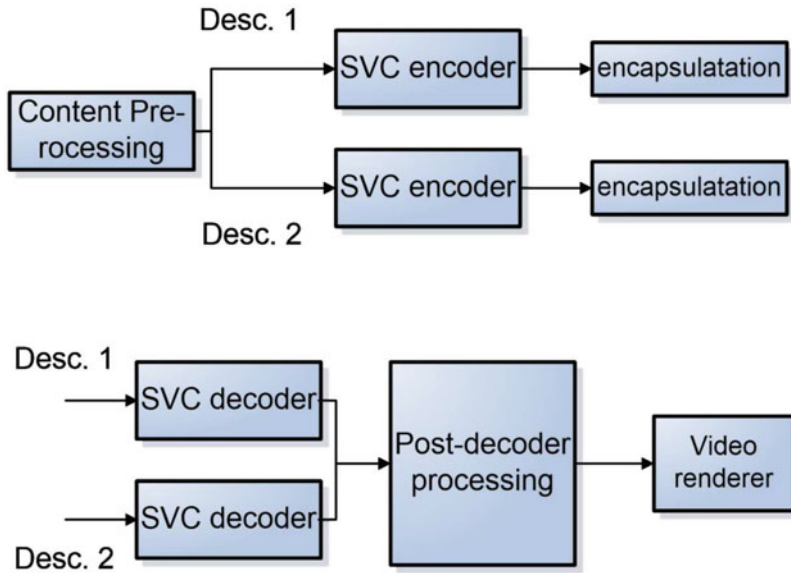 Desc. 1
SVC encoder
encapsulatation
Content Pre-
rocessing
SVC encoder
encapsulatation
Desc. 2
Desc. 1
SVC decoder
Post-decoder
processing
Video
renderer
SVC decoder
Desc. 2